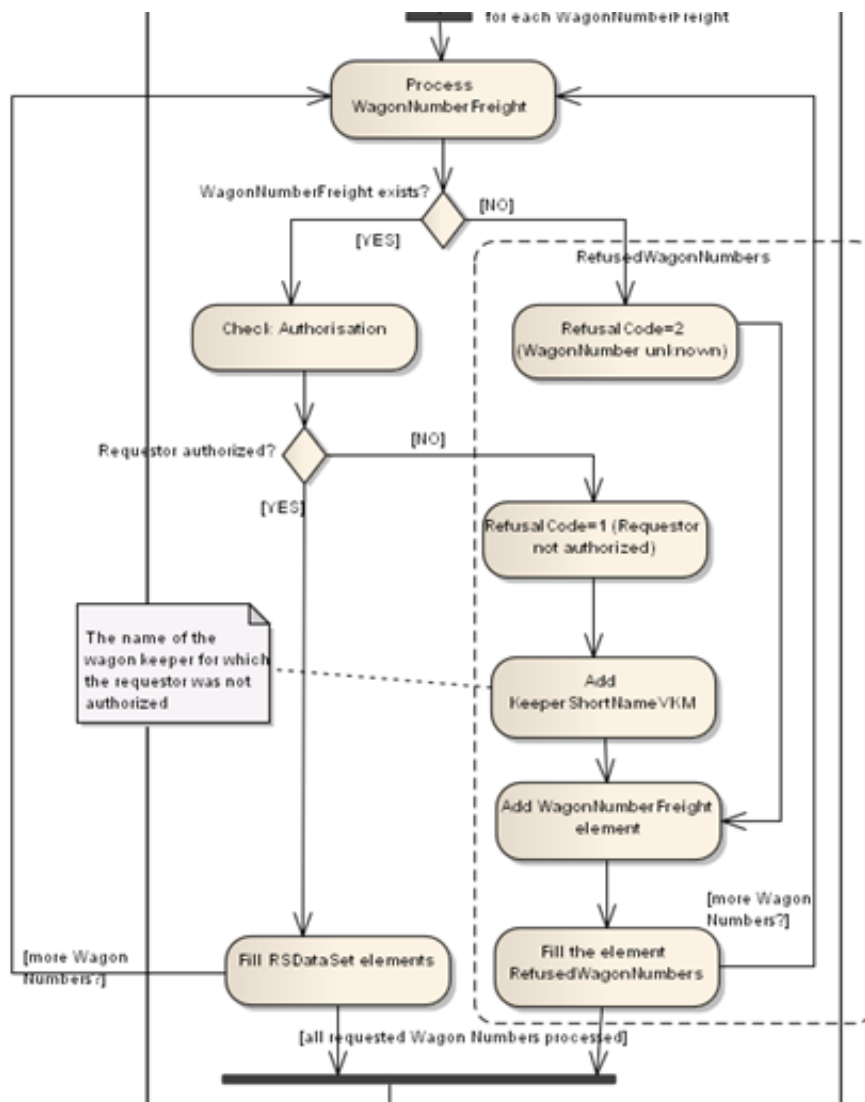 for each WagonNumberFreight
Process
WagonNumberFreight
WagonNumberFreight exists?
[NO]
[YES]
RefusedWagonNumbers
Check Authorisation
RefusalCode=2
(WagonNumber unknown)
Requestor authorized?
[NO]
[YES]
RefusalCode=1 (Requestor
not authorized)
The name of the
wagon keeper for which
the requestor was not
authorized
Add
KeeperShortNameVKM
Add WagonNumberFreight
element
[more Wagon
Numbers?]
Fill RSDataSet elements
Fill the element
RefusedWagonNumbers
[more Wagon
Numbers?]
[all requested Wagon Numbers processed]